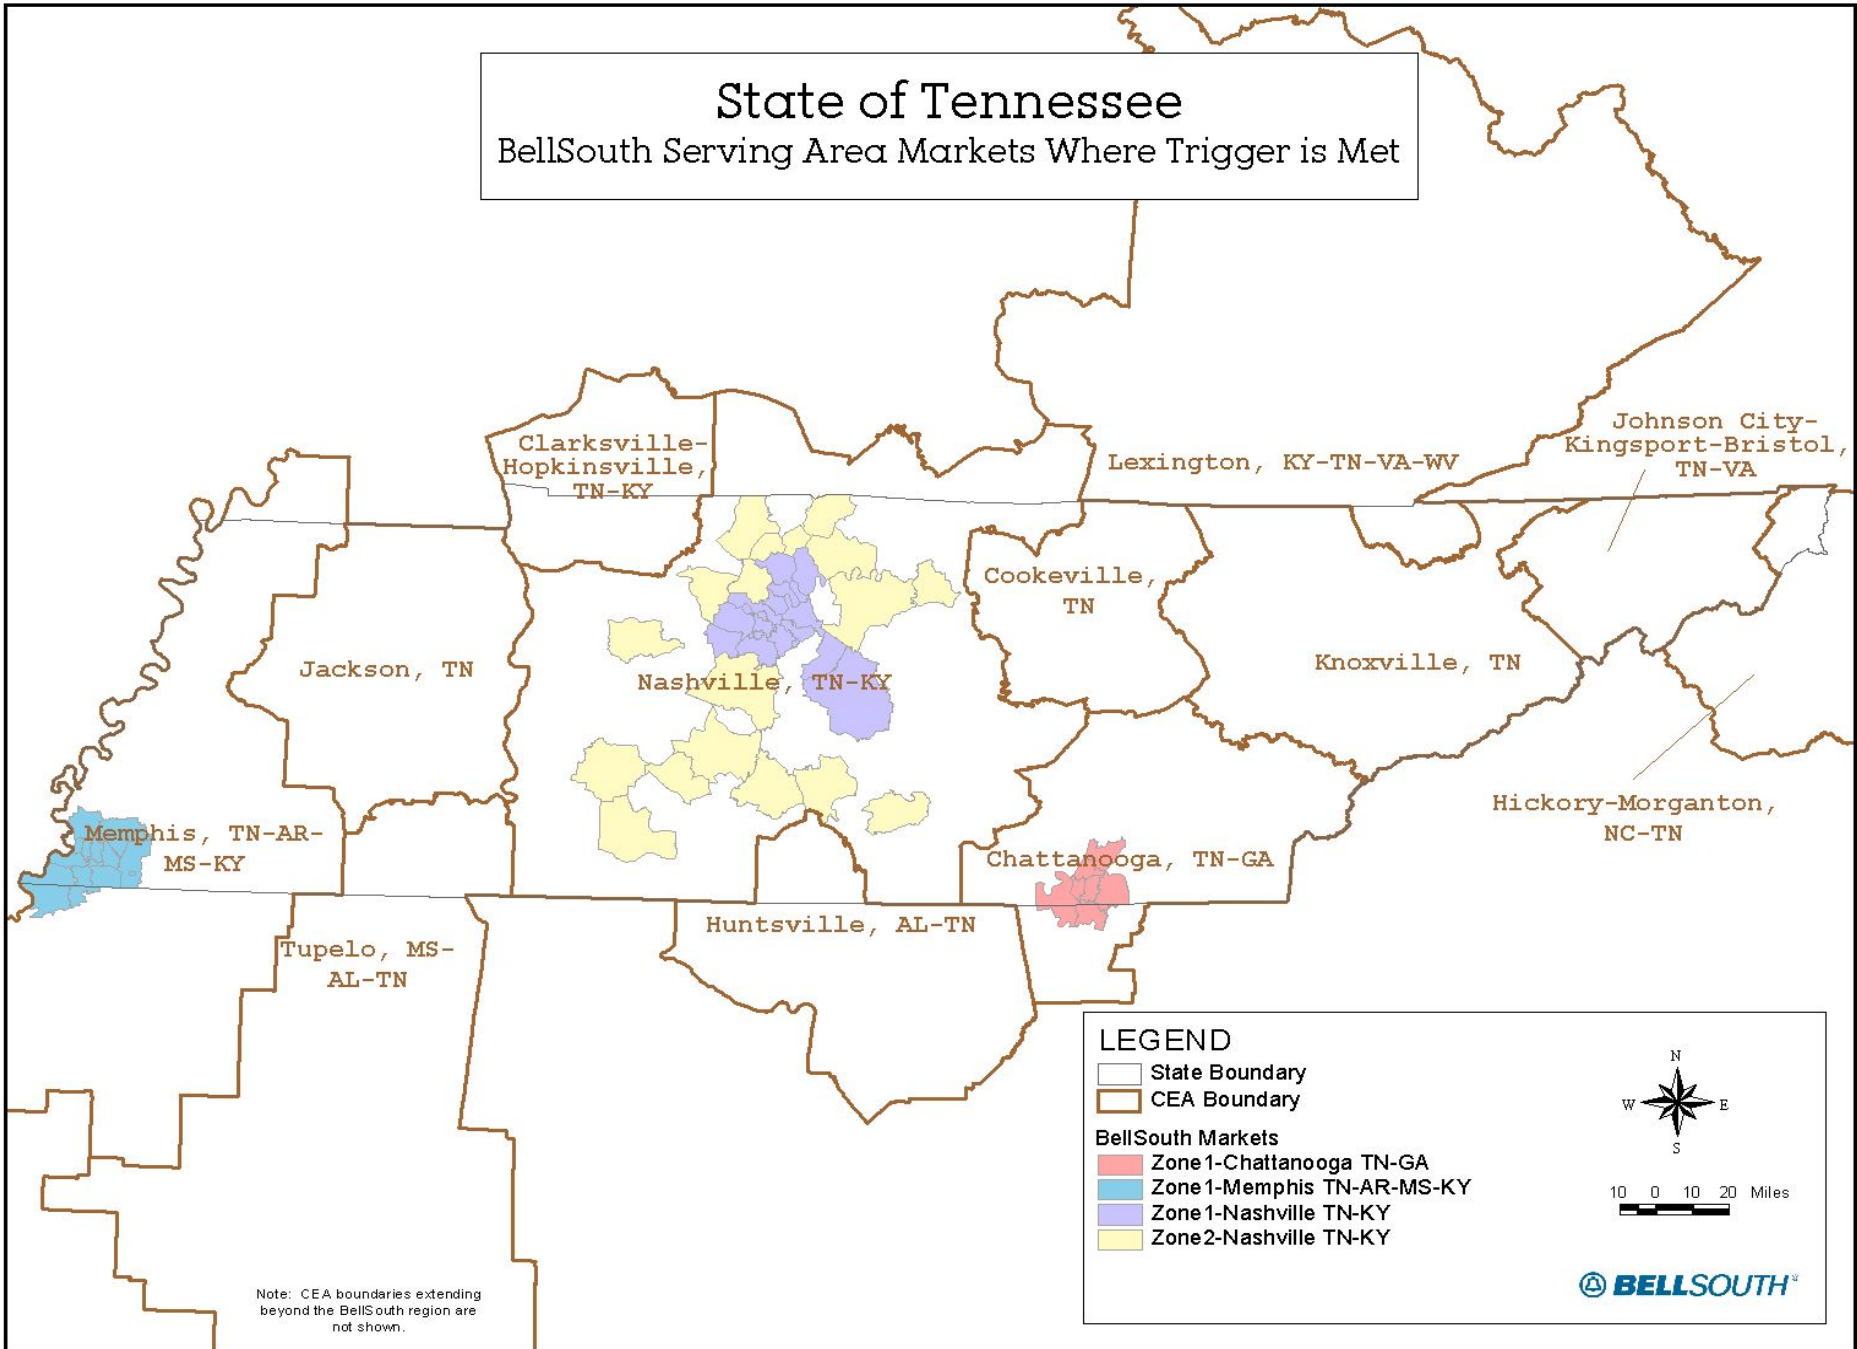 State of Tennessee
BellSouth Serving Area Markets Where Trigger is Met
Clarksville-
Hopkinsville,
TN-KY
Lexington, KY-TN-VA-WV
Johnson City-
Kingsport-Bristol,
TN-VA
Cookeville,
TN
Jackson, TN
Nashville, TN-KY
Knoxville, TN
Memphis, TN-AR-
MS-KY
Chattanooga, TN-GA
Hickory-Morganton,
NC-TN
Huntsville, AL-TN
Tupelo, MS-
AL-TN
LEGEND
State Boundary
CEA Boundary
BellSouth Markets
Zone1-Chattanooga TN-GA
Zone1-Memphis TN-AR-MS-KY
Zone1-Nashville TN-KY
Zone2-Nashville TN-KY
N
W E
S
10 0 10 20 Miles
BELLSOUTH®
Note: CEA boundaries extending
beyond the BellSouth region are
not shown.